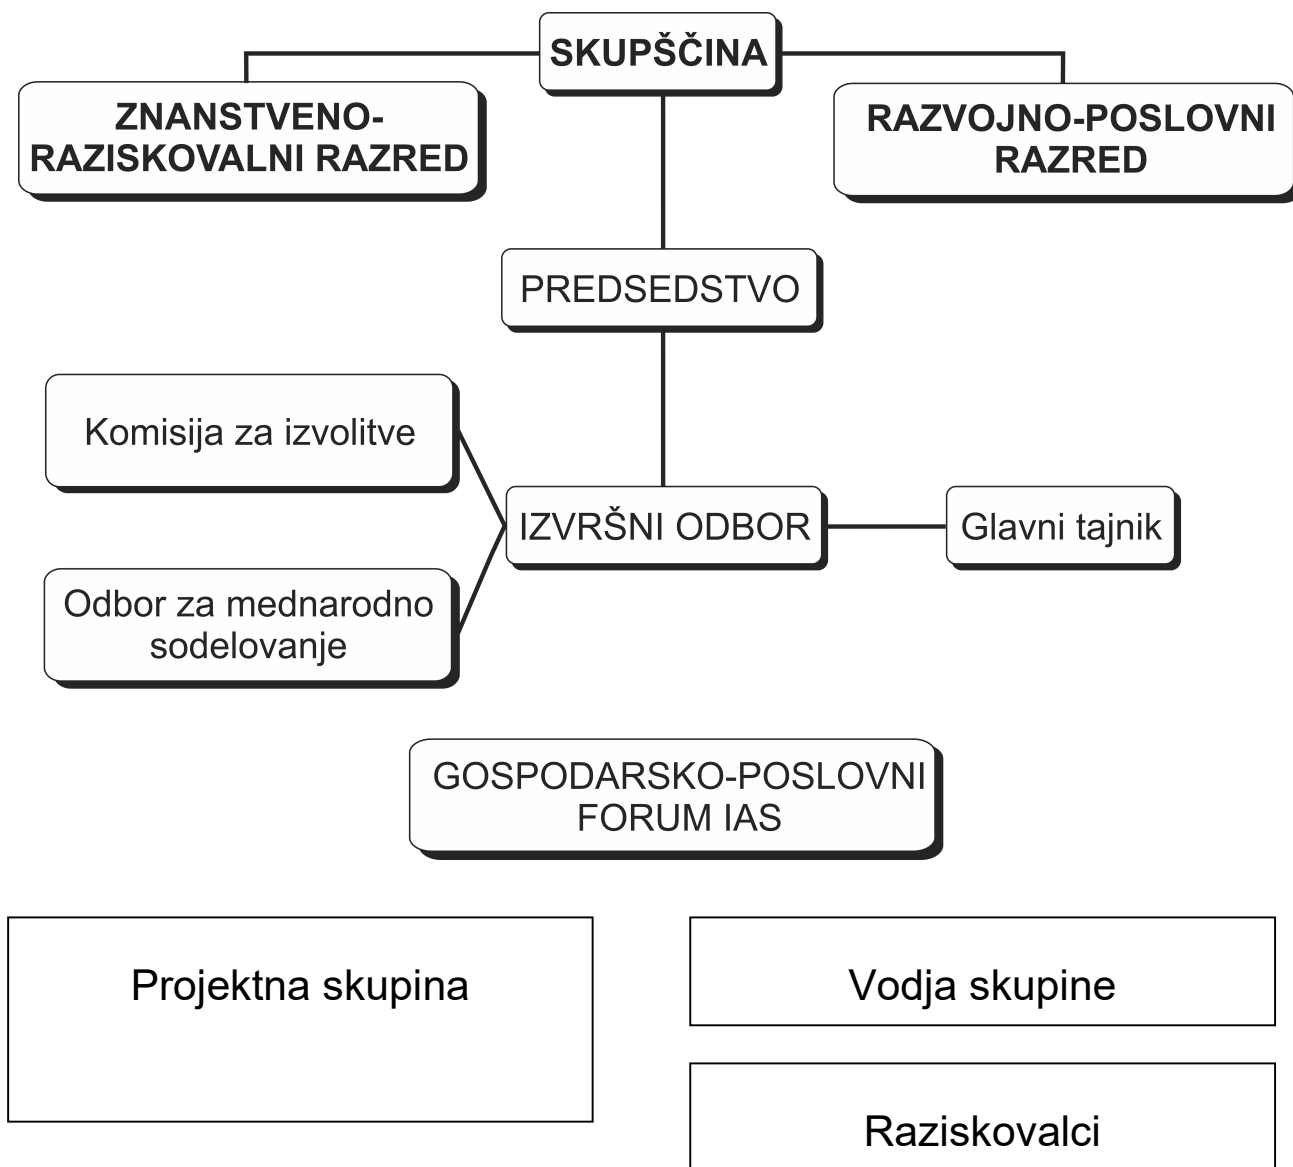 SKUPŠČINA
ZNANSTVENO-
RAZISKOVALNI RAZRED
RAZVOJNO-POSLOVNI
RAZRED
PREDSEDSTVO
Komisija za izvolitve
IZVRŠNI ODBOR
Glavni tajnik
Odbor za mednarodno
sodelovanje
GOSPODARSKO-POSLOVNI
FORUM IAS
Projektna skupina
Vodja skupine
Raziskovalci